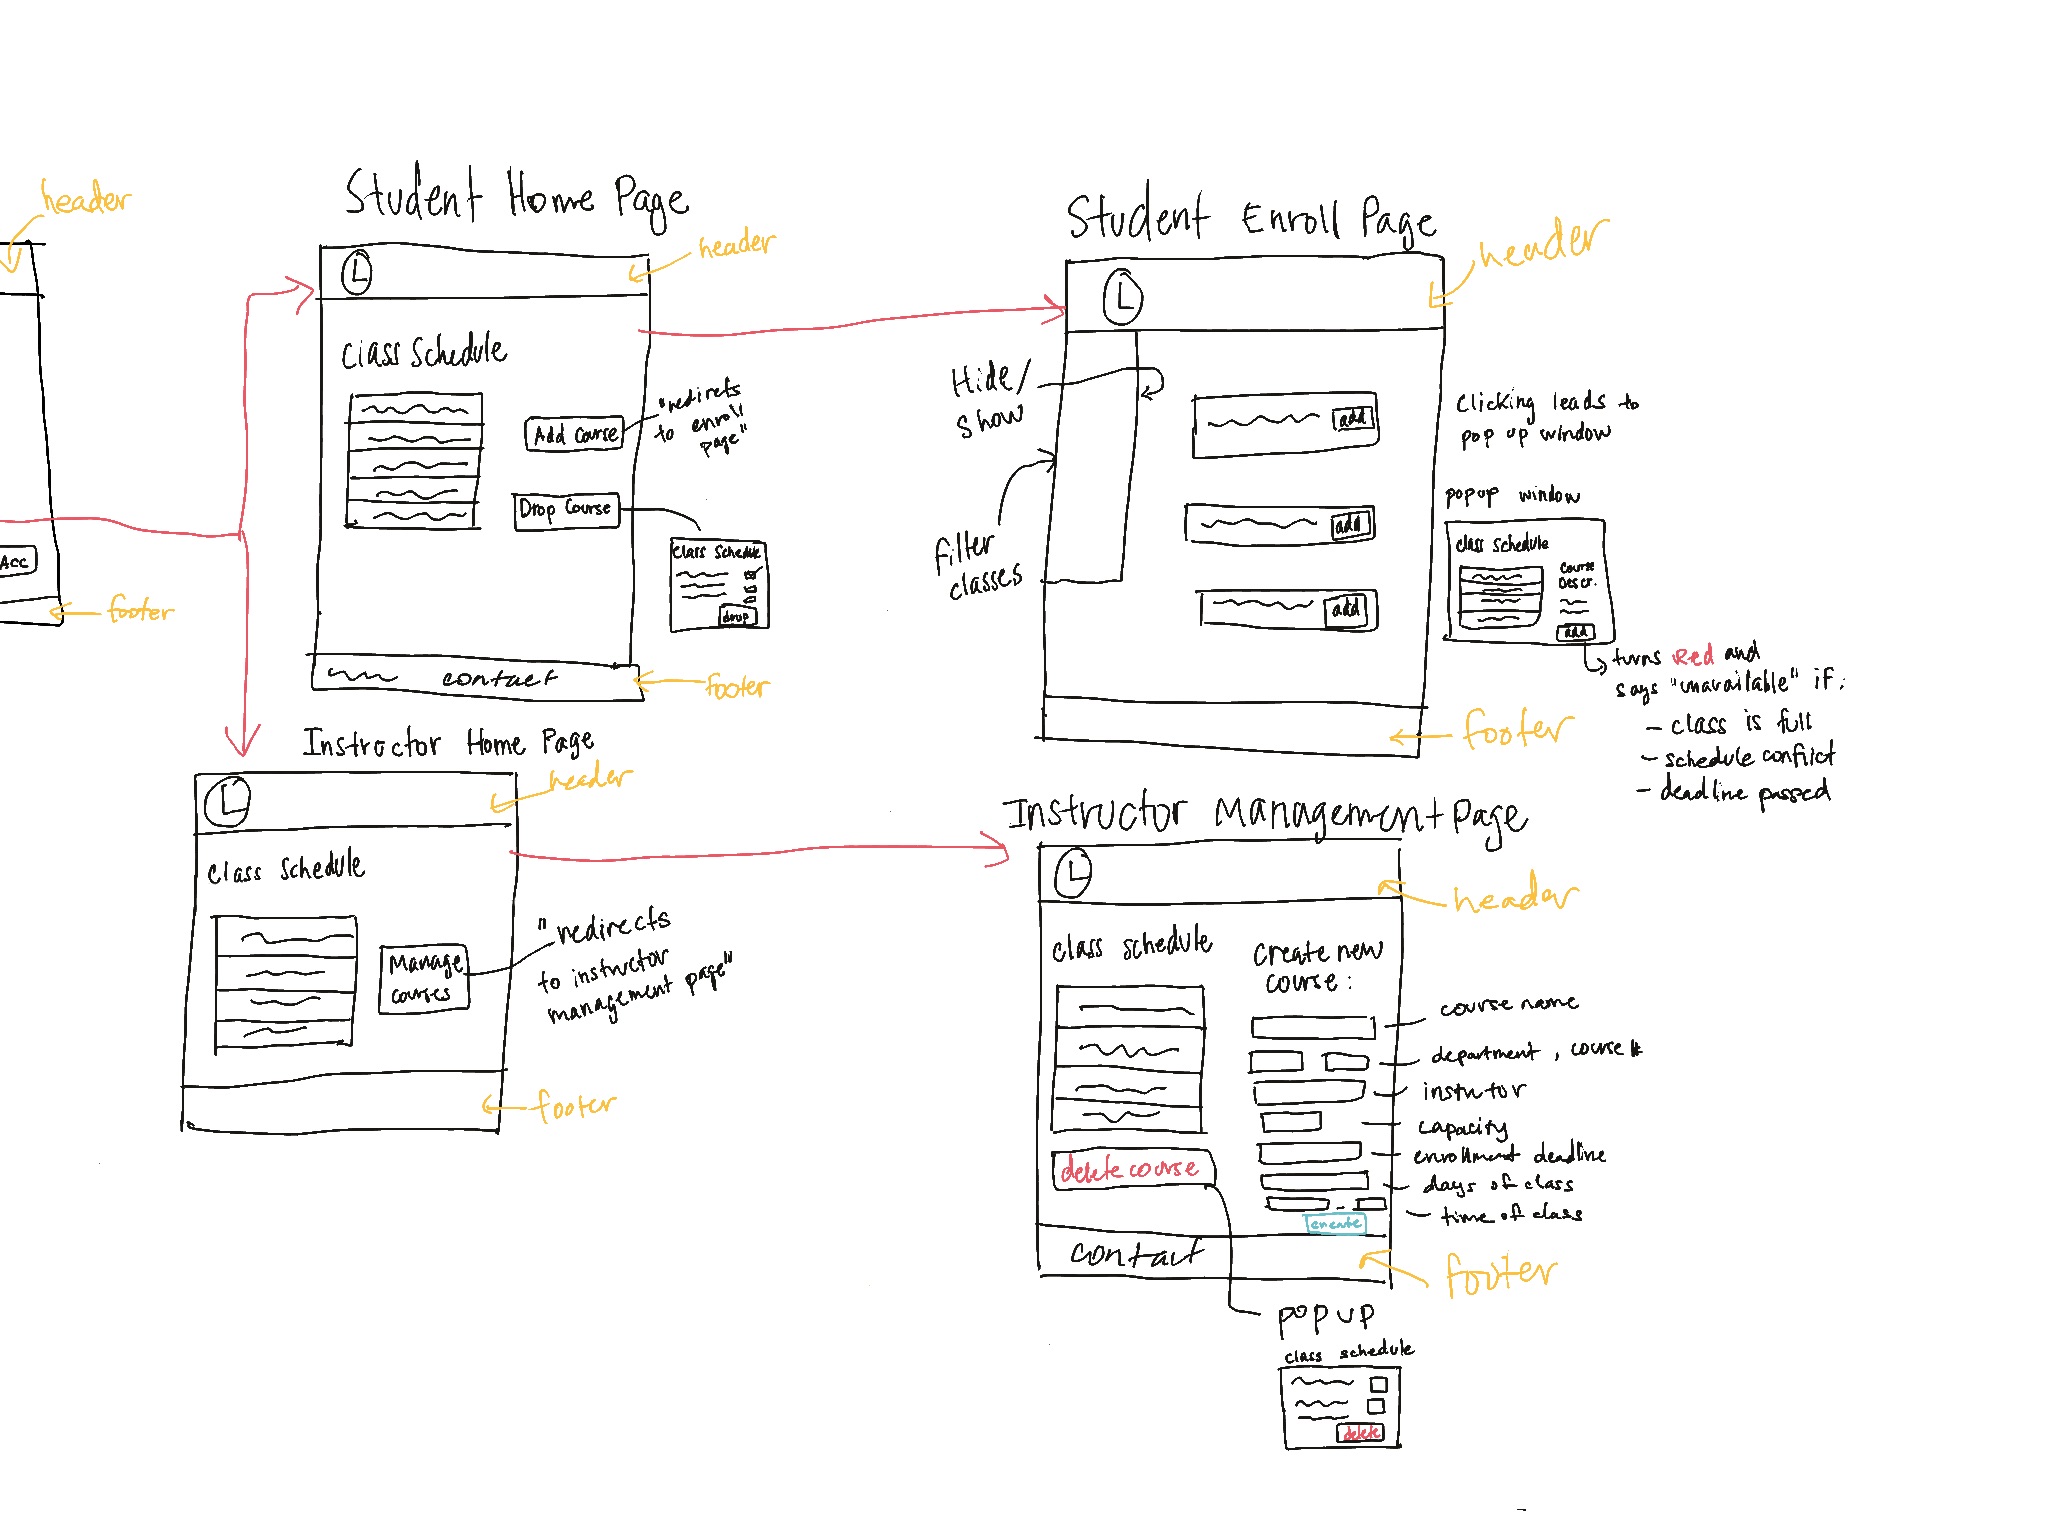 header
Acc
footer
Student Home Page
header
L
Class Schedule
Add Course
"redirets
to enroll
page"
Drop Course
Class Schedule
drop
contact
footer
Student Enroll Page
header
L
Hide/
show
filter
classes
add
add
add
Clicking leads to
pop up window
popup window
class schedule
Course
Descr.
add
turns Red and
says "unavailable" if:
- class is full
- schedule conflict
- deadline passed
footer
Instructor Home Page
header
L
Class Schedule
Manage
courses
"redirects
to instructor
management page"
footer
Instructor Management Page
header
L
class schedule
create new
course:
course name
department, course #
instrutor
capacity
enrollment deadline
days of class
- time of class
delete course
create
contact
footer
pop up
class schedule
delete